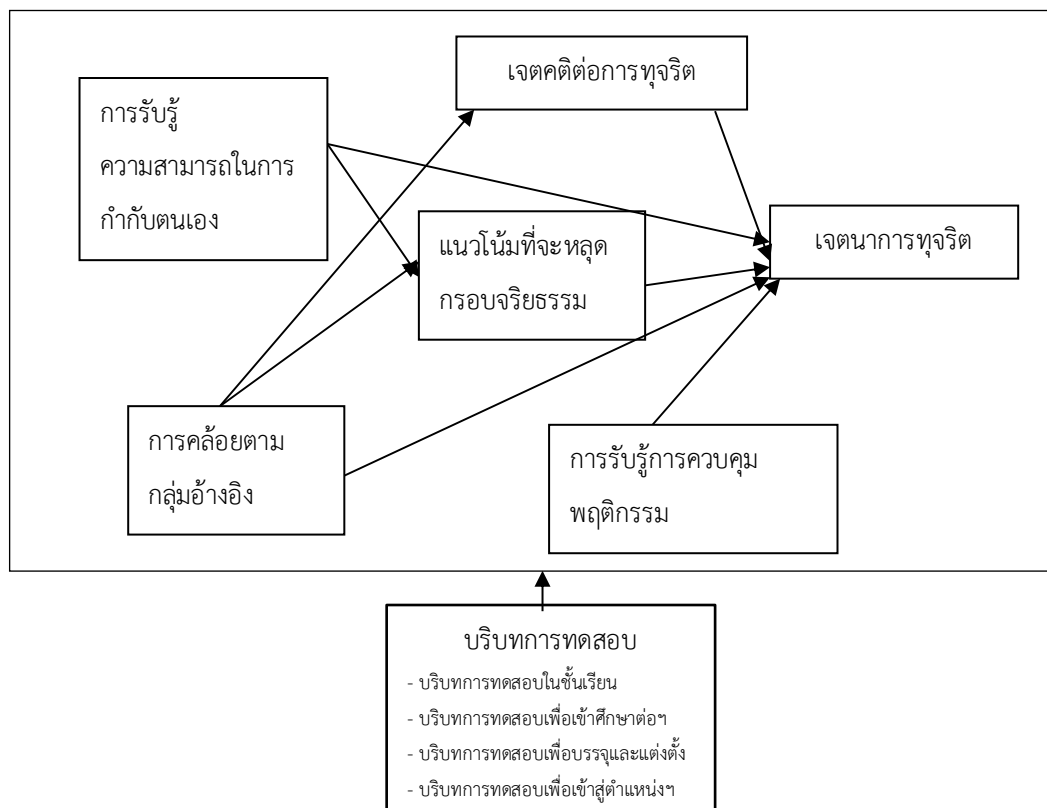 เจตคติต่อการทุจริต
การรับรู้
ความสามารถในการ
กำกับตนเอง
แนวโน้มที่จะหลุด
กรอบจริยธรรม
เจตนาการทุจริต
การคล้อยตาม
กลุ่มอ้างอิง
การรับรู้การควบคุม
พฤติกรรม
บริบทการทดสอบ
- บริบทการทดสอบในชั้นเรียน
- บริบทการทดสอบเพื่อเข้าศึกษาต่อฯ
- บริบทการทดสอบเพื่อบรรจุและแต่งตั้ง
- บริบทการทดสอบเพื่อเข้าสู่ตำแหน่งฯ